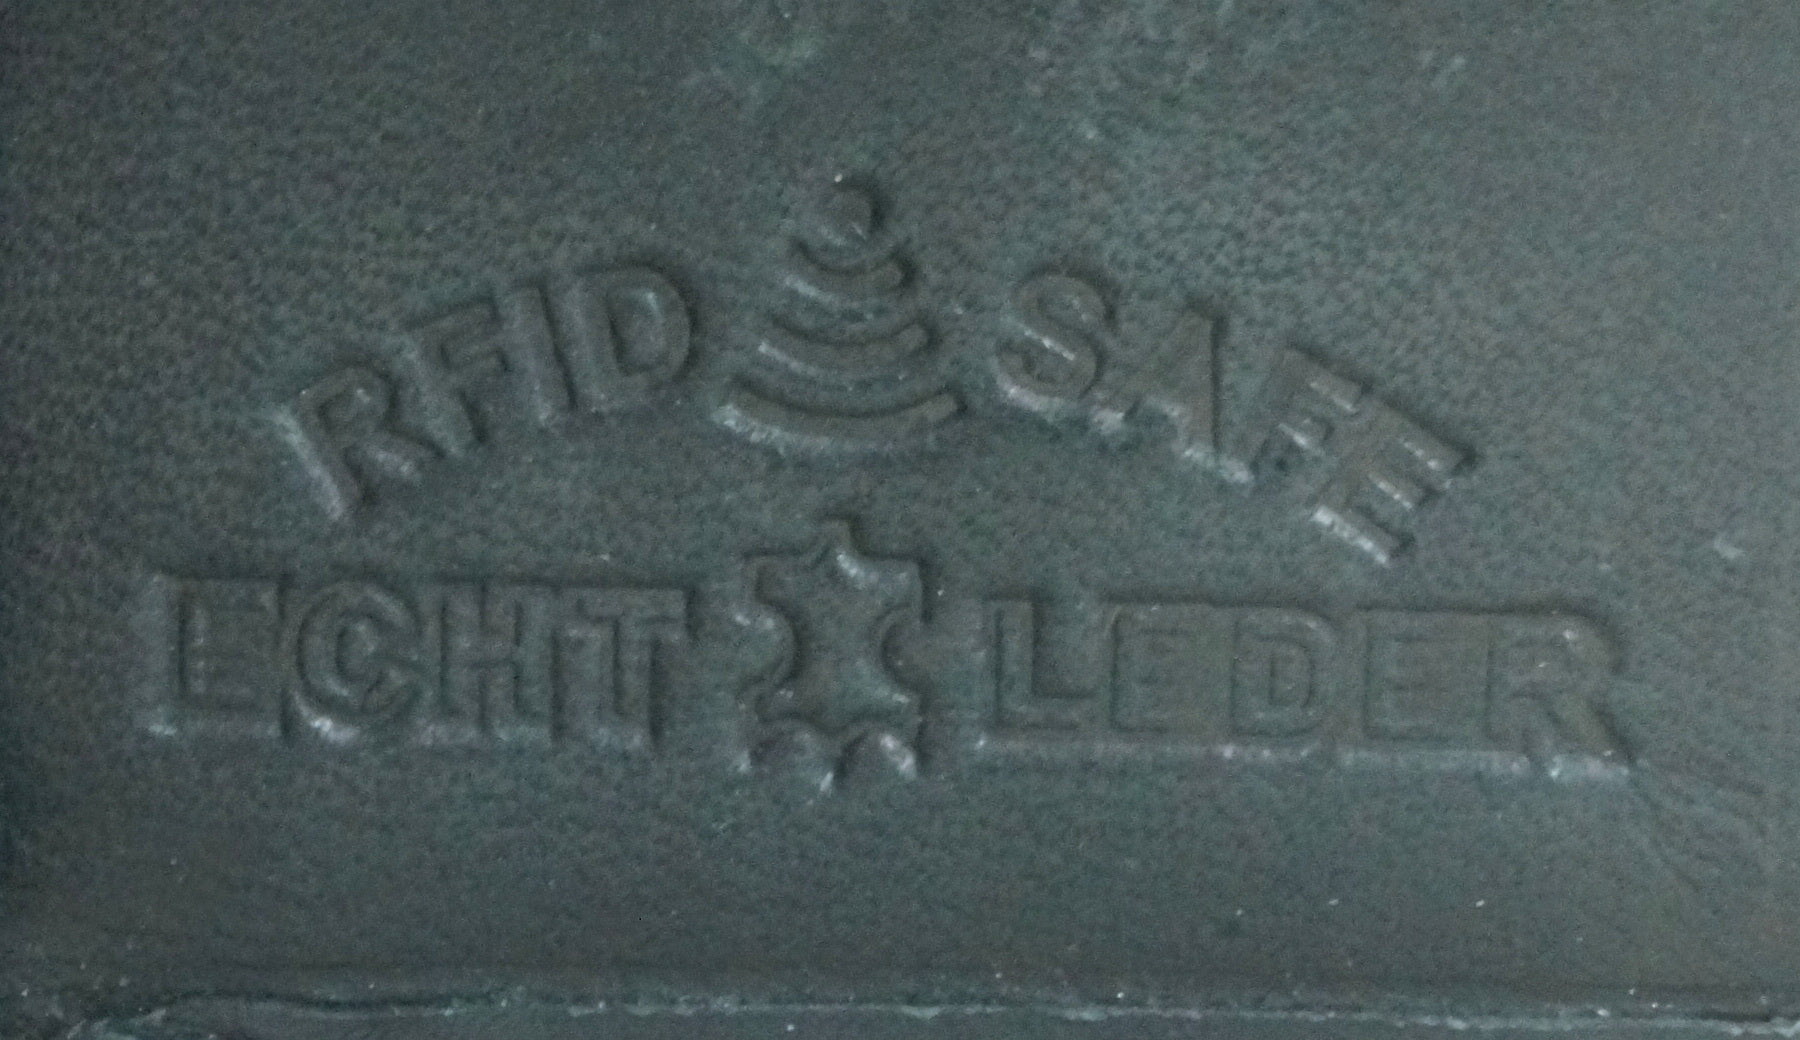 RFID SAFE
ECHT LEDER